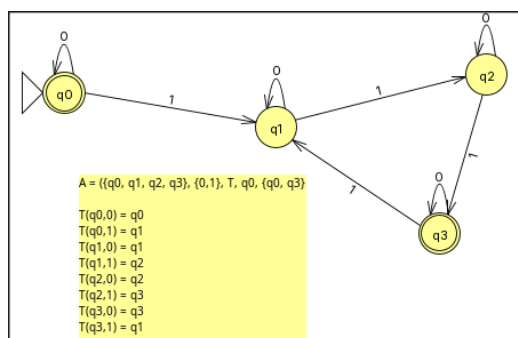 0
0
0
q0
1
q1
1
q2
1
0
1
q3
A = ({q0, q1, q2, q3}, {0,1}, T, q0, {q0, q3}
T(q0,0) = q0
T(q0,1) = q1
T(q1,0) = q1
T(q1,1) = q2
T(q2,0) = q2
T(q2,1) = q3
T(q3,0) = q3
T(q3,1) = q1